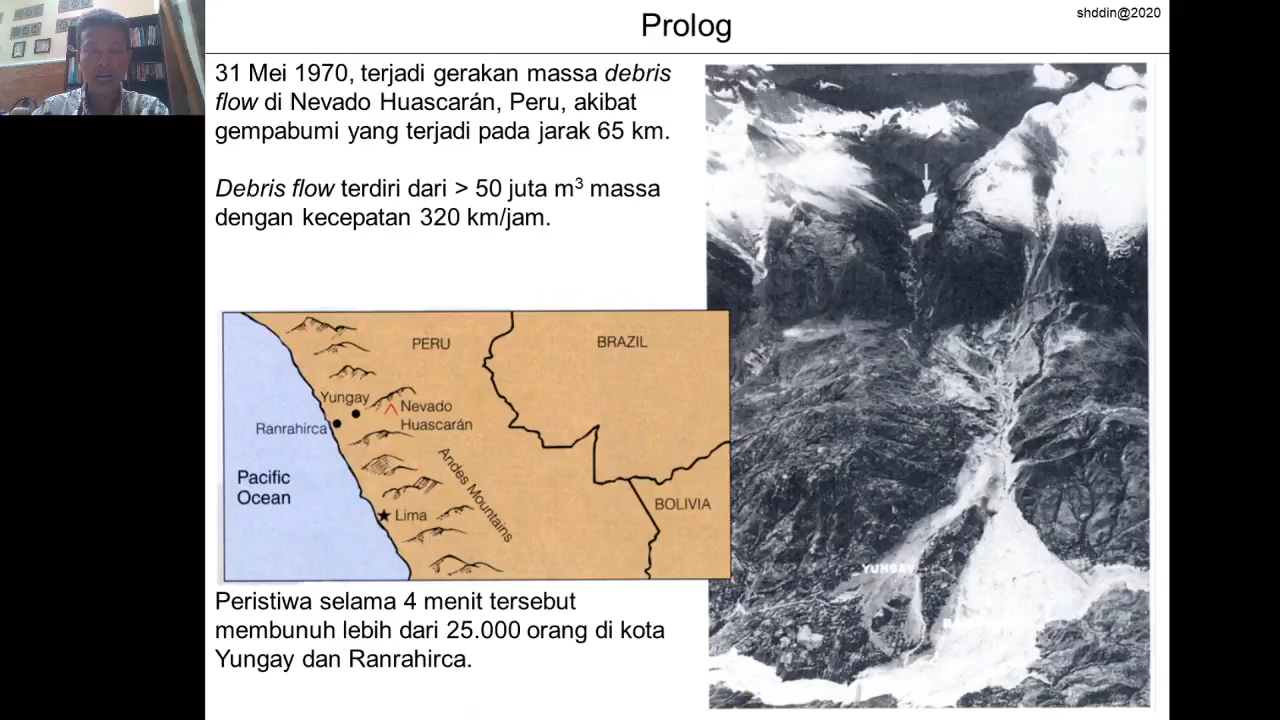 Prolog
shddin@2020
31 Mei 1970, terjadi gerakan massa debris
flow di Nevado Huascarán, Peru, akibat
gempabumi yang terjadi pada jarak 65 km.
Debris flow terdiri dari > 50 juta m³ massa
dengan kecepatan 320 km/jam.
PERU
BRAZIL
Yungay
Nevado
Huascarán
Ranrahirca
Andes Mountains
Pacific
Ocean
BOLIVIA
Lima
YUNGAY
Peristiwa selama 4 menit tersebut
membunuh lebih dari 25.000 orang di kota
Yungay dan Ranrahirca.